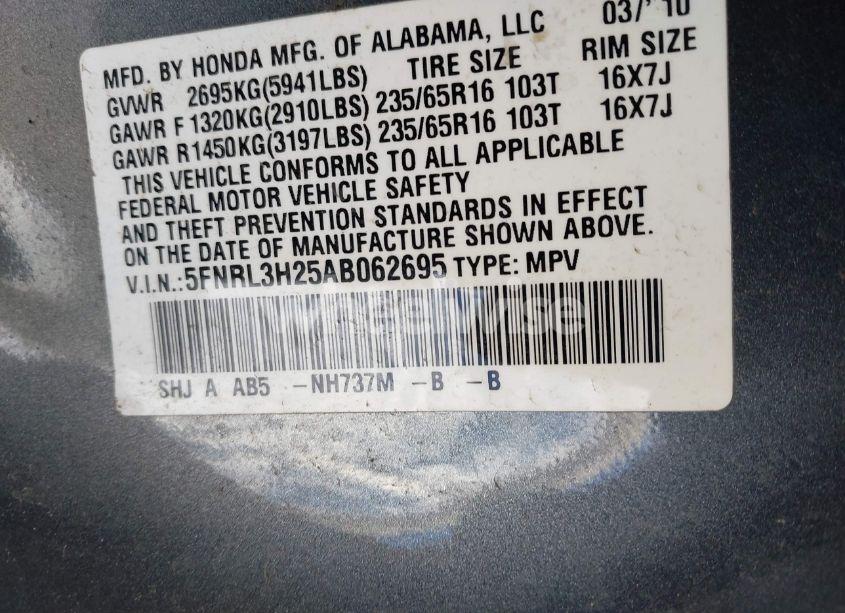 MFD. BY HONDA MFG. OF ALABAMA, LLC 03/'10
GVWR 2695KG(5941LBS) TIRE SIZE RIM SIZE
GAWR F 1320KG(2910LBS) 235/65R16 103T 16X7J
GAWR R1450KG(3197LBS) 235/65R16 103T 16X7J
THIS VEHICLE CONFORMS TO ALL APPLICABLE
FEDERAL MOTOR VEHICLE SAFETY
AND THEFT PREVENTION STANDARDS IN EFFECT
ON THE DATE OF MANUFACTURE SHOWN ABOVE.
V.I.N.:5FNRL3H25AB062695 TYPE: MPV
wheelwise
SHJ A AB5 -NH737M -B -B